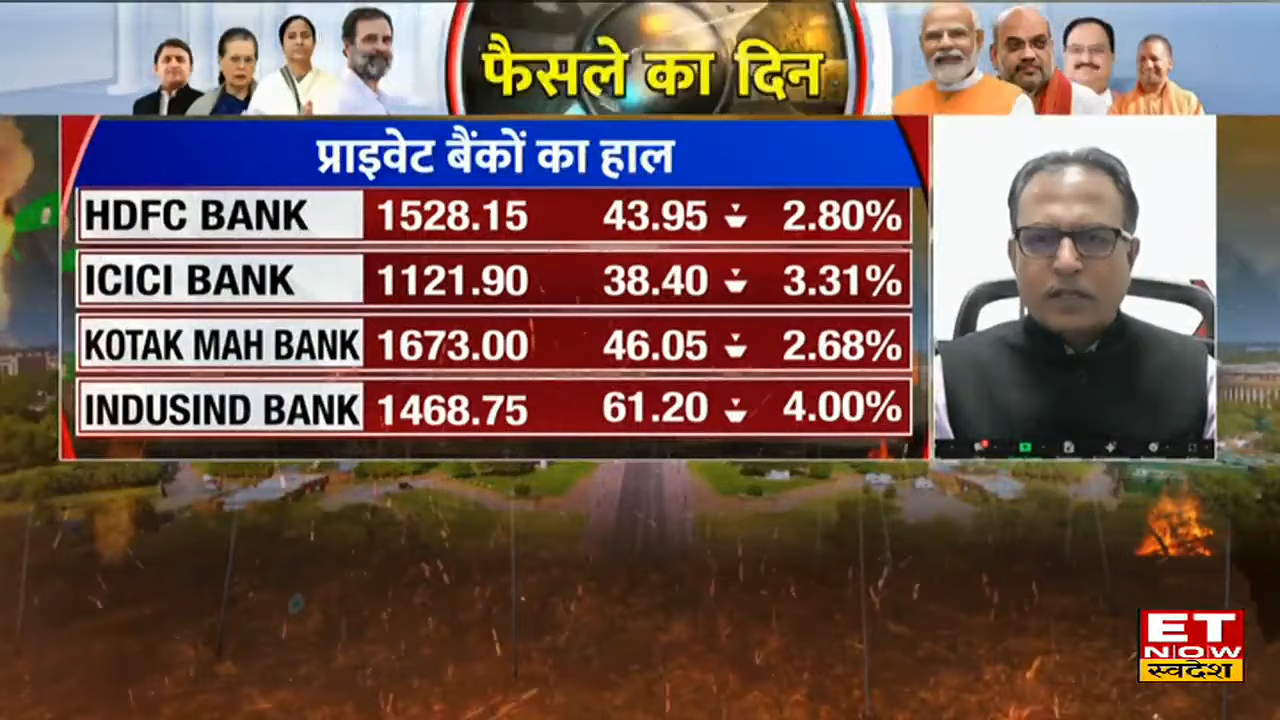 फैसले का दिन
प्राइवेट बैंकों का हाल
HDFC BANK 1528.15 43.95 2.80%
ICICI BANK 1121.90 38.40 3.31%
KOTAK MAH BANK 1673.00 46.05 2.68%
INDUSIND BANK 1468.75 61.20 4.00%
ET
NOW
स्वदेश